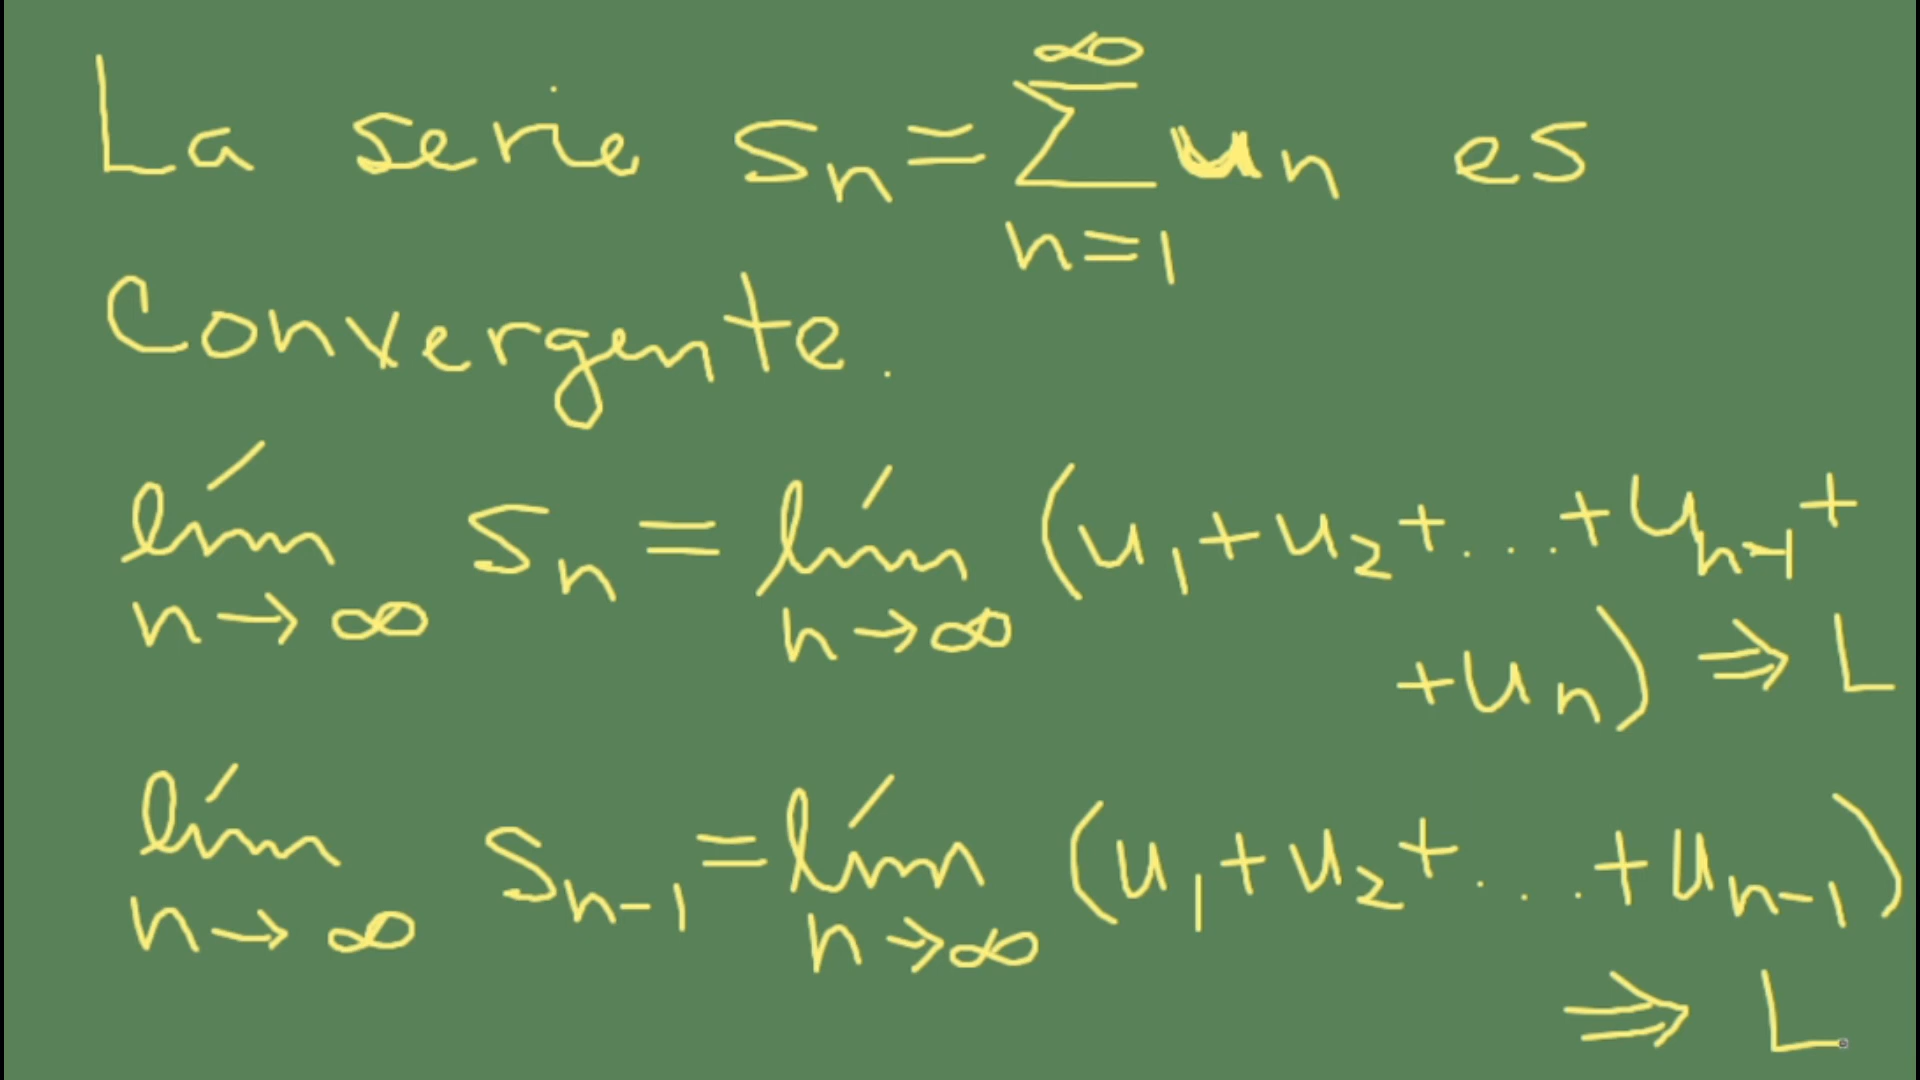 La serie Sₙ = ∑_{n=1}^{∞} uₙ es
Convergente.
lím_{n→∞} Sₙ = lím_{n→∞} (u₁ + u₂ + ... + uₙ₋₁ +
+ uₙ) ⇒ L
lím_{n→∞} Sₙ₋₁ = lím_{n→∞} (u₁ + u₂ + ... + uₙ₋₁)
⇒ L